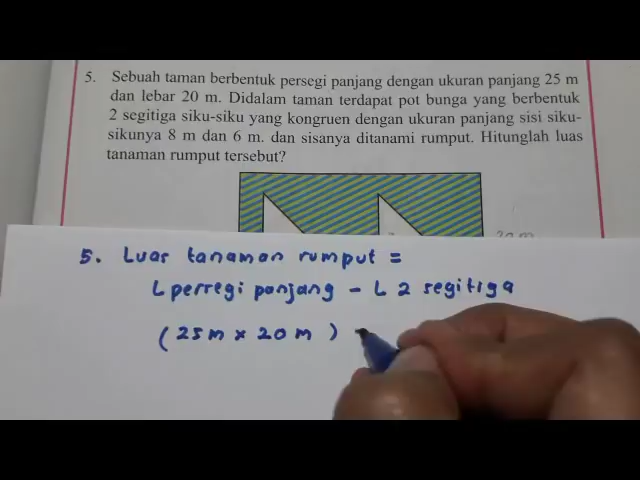 5. Sebuah taman berbentuk persegi panjang dengan ukuran panjang 25 m
dan lebar 20 m. Didalam taman terdapat pot bunga yang berbentuk
2 segitiga siku-siku yang kongruen dengan ukuran panjang sisi siku-
sikunya 8 m dan 6 m. dan sisanya ditanami rumput. Hitunglah luas
tanaman rumput tersebut?
20 m
5. Luas tanaman rumput =
L persegi panjang - L 2 segitiga
(25 m x 20 m)